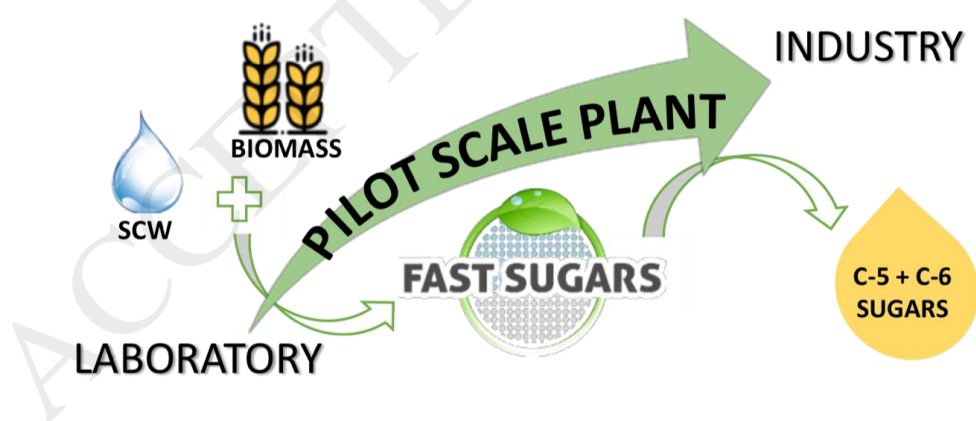 INDUSTRY
BIOMASS
PILOT SCALE PLANT
SCW
FAST SUGARS
C-5 + C-6
SUGARS
LABORATORY